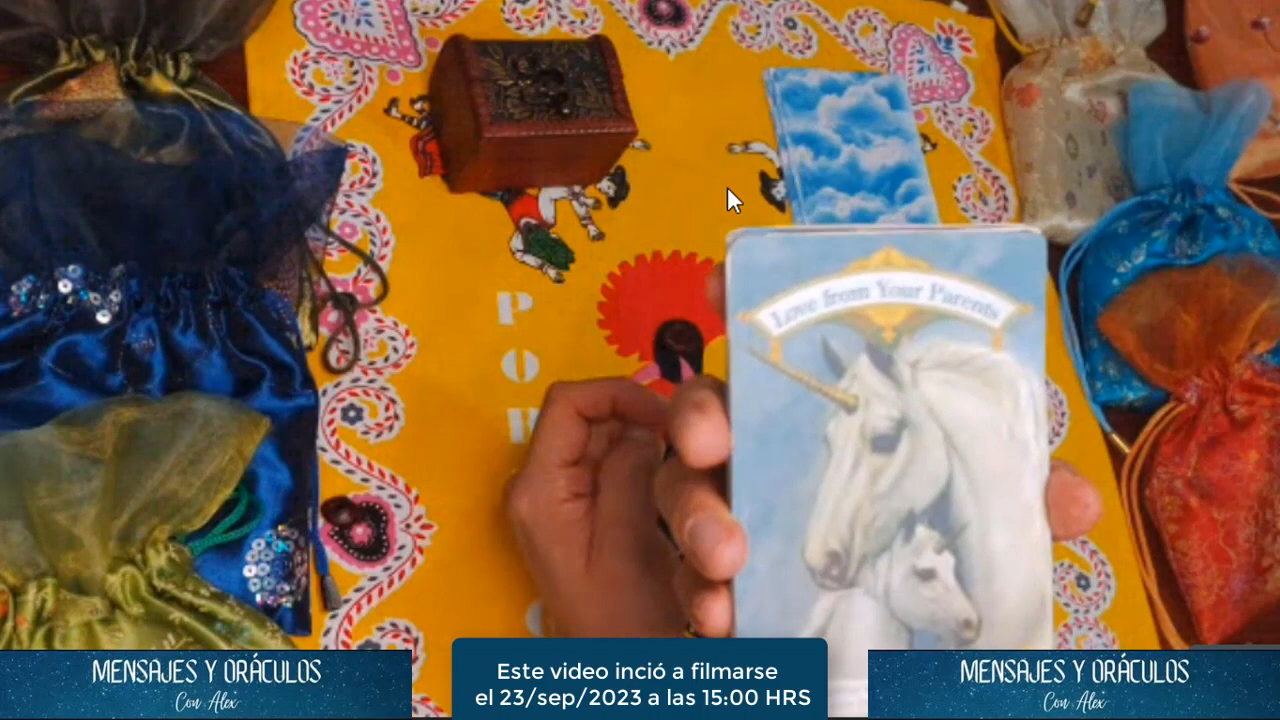 Love from Your Parents
P
O
MENSAJES Y ORÁCULOS
Con Alex
Este video inció a filmarse
el 23/sep/2023 a las 15:00 HRS
MENSAJES Y ORÁCULOS
Con Alex